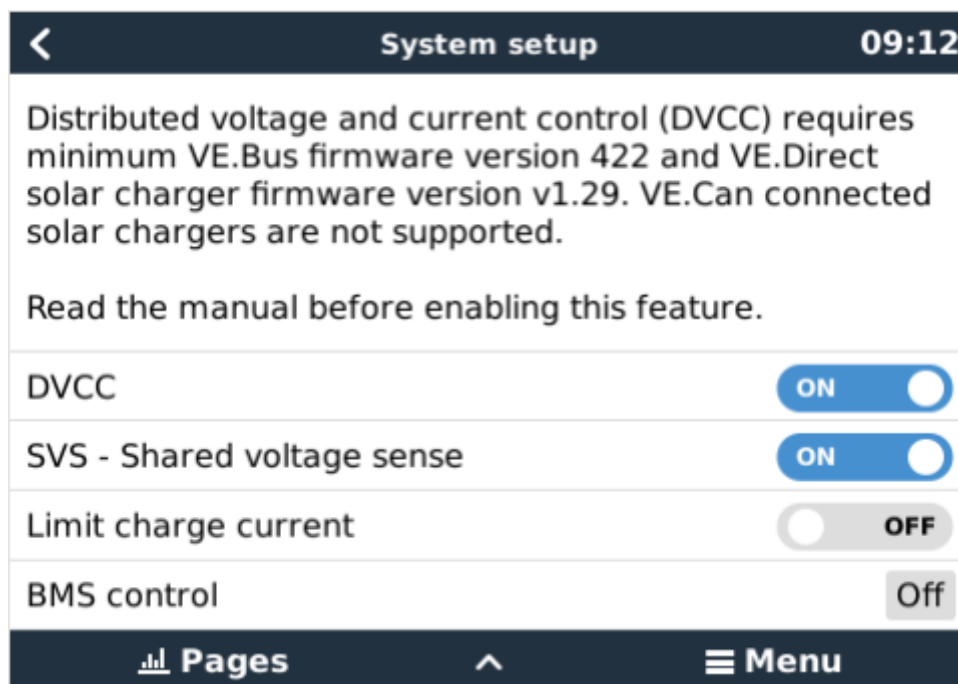 System setup 09:12
Distributed voltage and current control (DVCC) requires
minimum VE.Bus firmware version 422 and VE.Direct
solar charger firmware version v1.29. VE.Can connected
solar chargers are not supported.
Read the manual before enabling this feature.
DVCC ON
SVS - Shared voltage sense ON
Limit charge current OFF
BMS control Off
Pages Menu